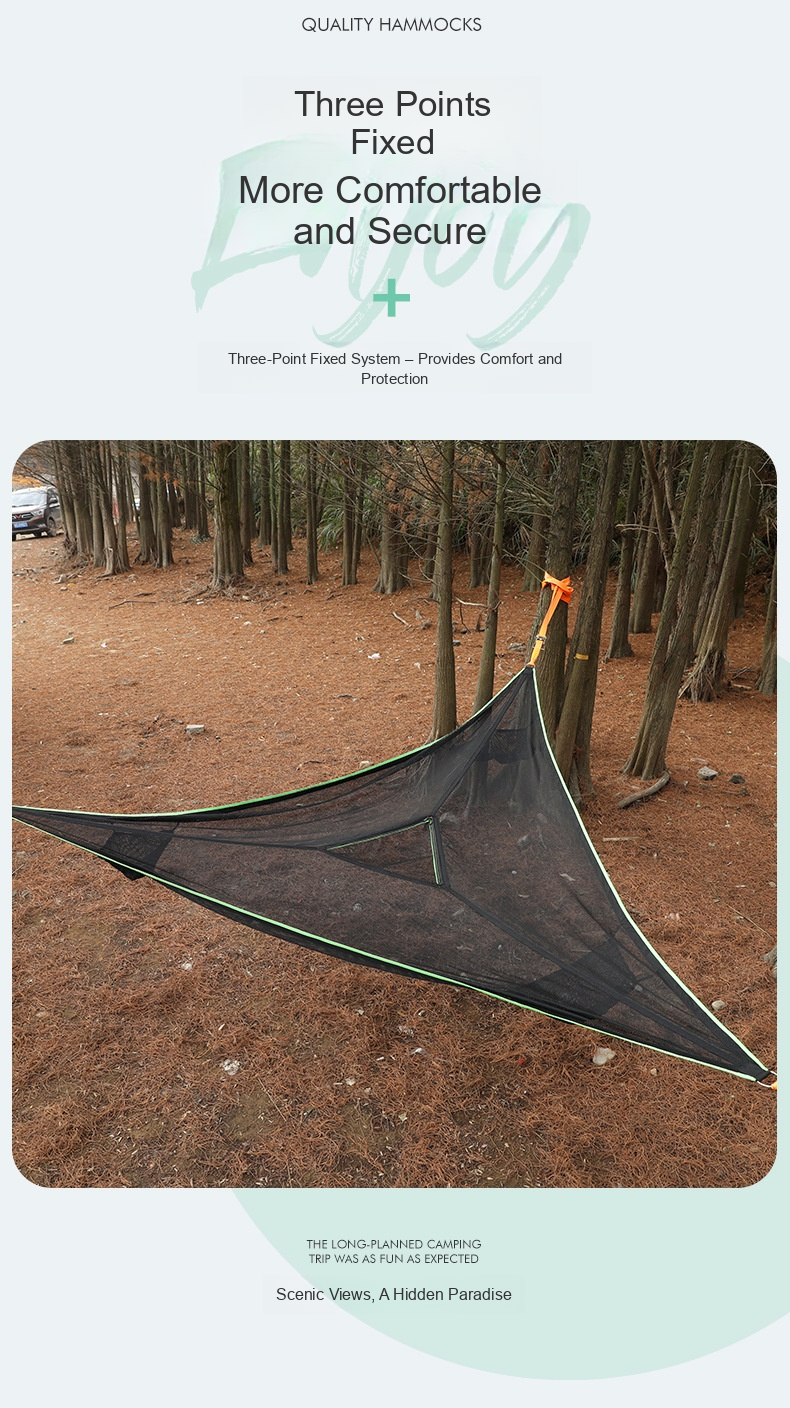 QUALITY HAMMOCKS
Three Points
Fixed
More Comfortable
and Secure
Enjoy
+
Three-Point Fixed System – Provides Comfort and
Protection
THE LONG-PLANNED CAMPING
TRIP WAS AS FUN AS EXPECTED
Scenic Views, A Hidden Paradise